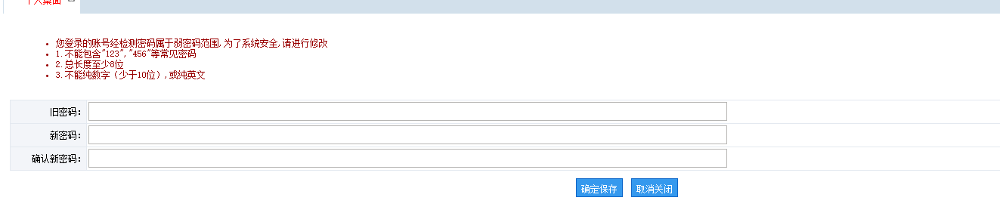 个人桌面
您登录的账号经检测密码属于弱密码范围,为了系统安全,请进行修改
1.不能包含"123","456"等常见密码
2.总长度至少8位
3.不能纯数字（少于10位）,或纯英文
旧密码：
新密码：
确认新密码：
确定保存 取消关闭